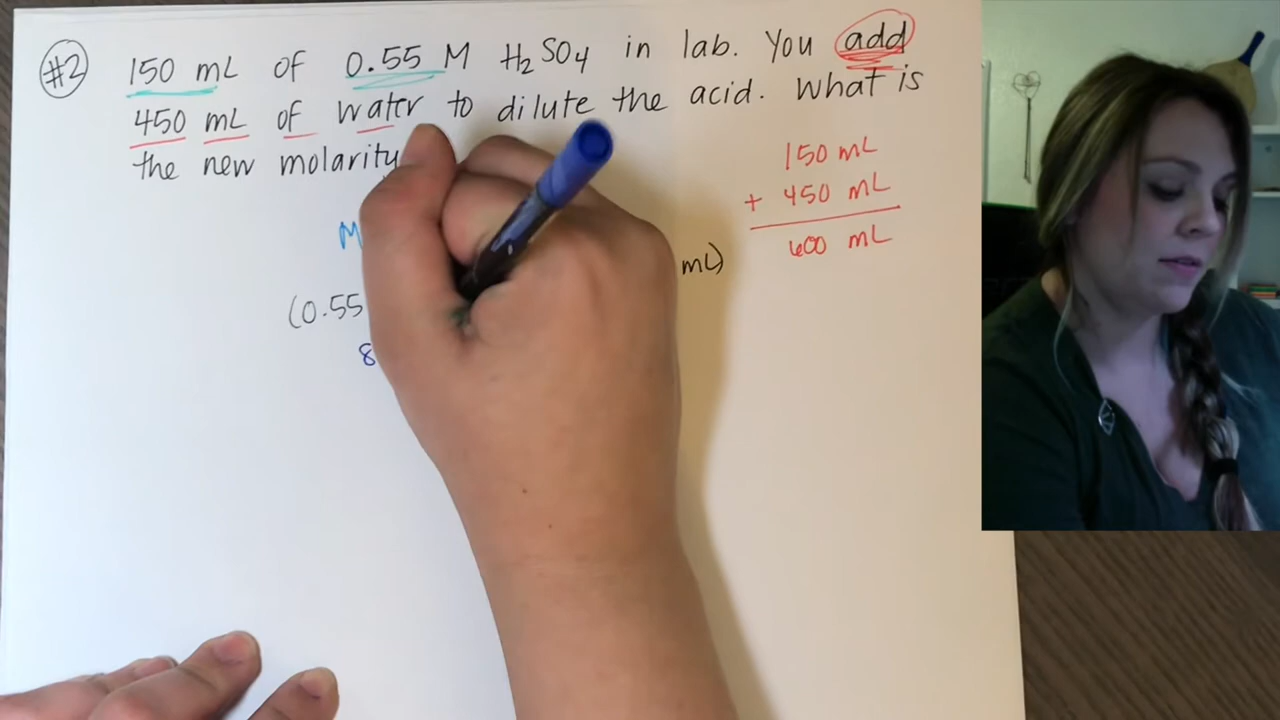 #2 150 mL of 0.55 M H₂SO₄ in lab. You add
450 mL of water to dilute the acid. What is
the new molarity
150 mL
+ 450 mL
600 mL
M
mL)
(0.55
8